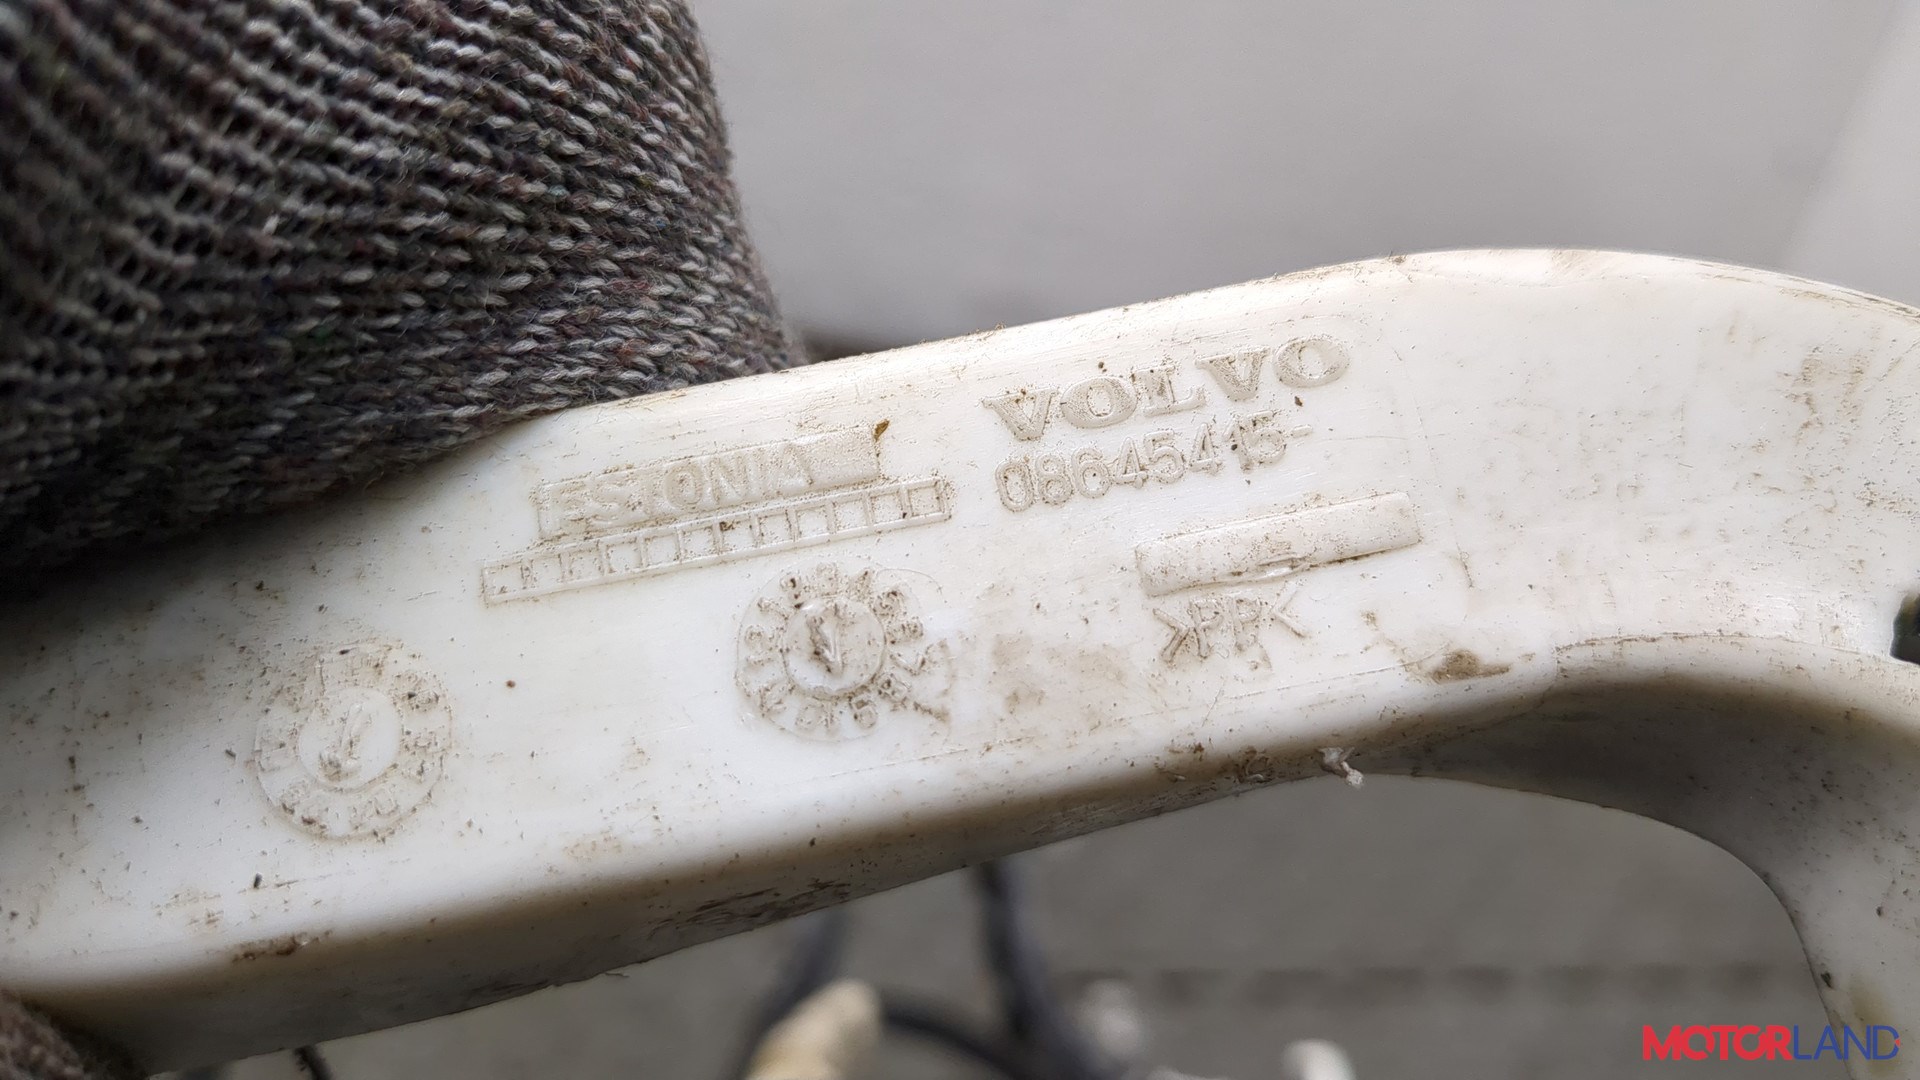 VOLVO
08645415-
ESTONIA
>PP<
MOTORLAND